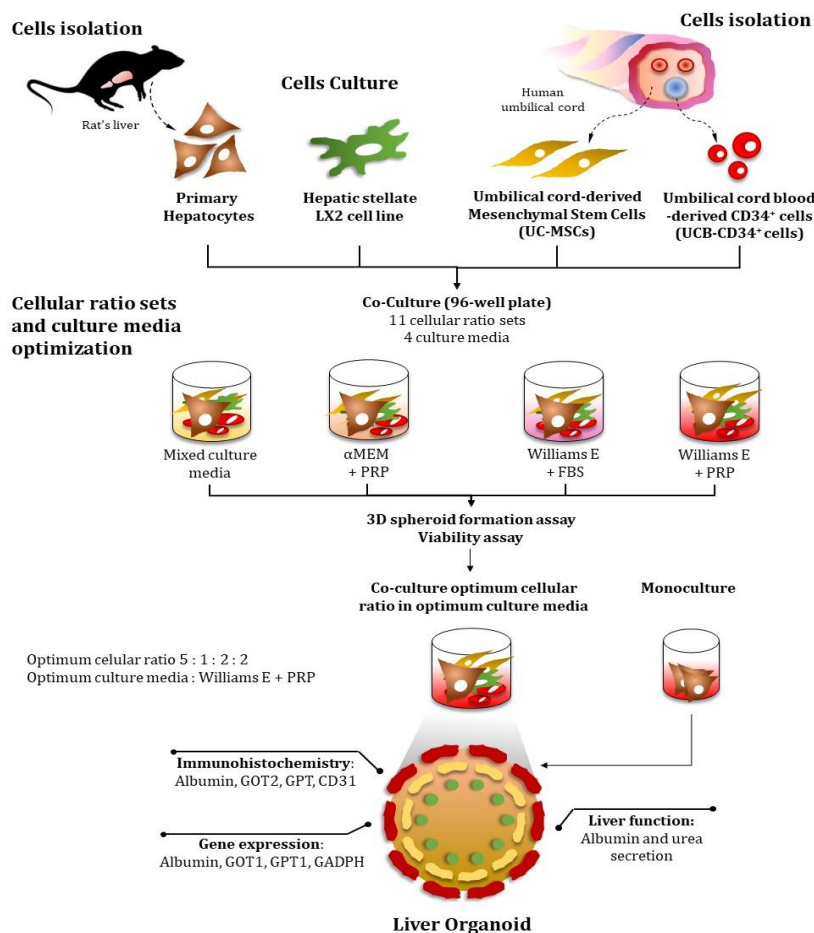 Cells isolation
Cells isolation
Cells Culture
Rat's liver
Human
umbilical cord
Primary
Hepatocytes
Hepatic stellate
LX2 cell line
Umbilical cord-derived
Mesenchymal Stem Cells
(UC-MSCs)
Umbilical cord blood
-derived CD34⁺ cells
(UCB-CD34⁺ cells)
Cellular ratio sets
and culture media
optimization
Co-Culture (96-well plate)
11 cellular ratio sets
4 culture media
Mixed culture
media
αMEM
+ PRP
Williams E
+ FBS
Williams E
+ PRP
3D spheroid formation assay
Viability assay
Co-culture optimum cellular
ratio in optimum culture media
Monoculture
Optimum celular ratio 5 : 1 : 2 : 2
Optimum culture media : Williams E + PRP
Immunohistochemistry:
Albumin, GOT2, GPT, CD31
Gene expression:
Albumin, GOT1, GPT1, GADPH
Liver function:
Albumin and urea
secretion
Liver Organoid